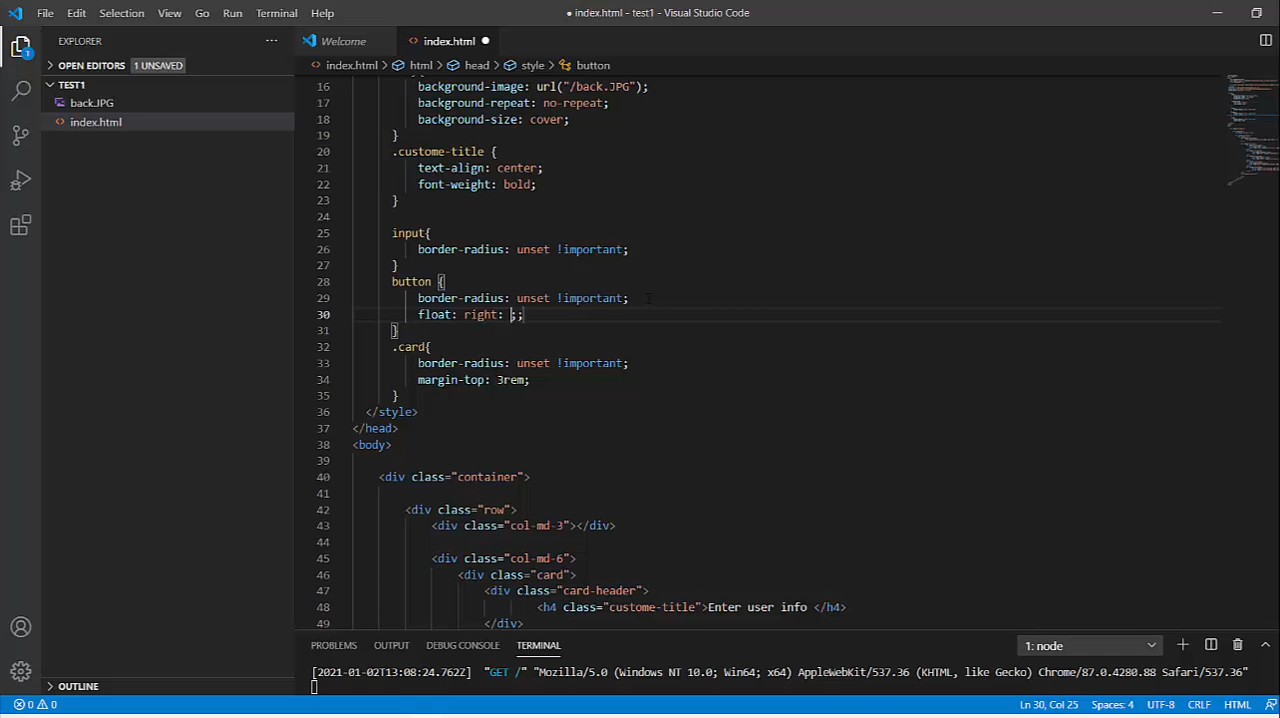 File Edit Selection View Go Run Terminal Help
● index.html - test1 - Visual Studio Code
EXPLORER ...
Welcome
<> index.html ●
1
OPEN EDITORS 1 UNSAVED
index.html > html > head > style > button
TEST1
back.JPG
<> index.html
16 background-image: url("/back.JPG");
17 background-repeat: no-repeat;
18 background-size: cover;
19 }
20 .custome-title {
21 text-align: center;
22 font-weight: bold;
23 }
24
25 input{
26 border-radius: unset !important;
27 }
28 button {
29 border-radius: unset !important;
30 float: right: ;;
31 }
32 .card{
33 border-radius: unset !important;
34 margin-top: 3rem;
35 }
36 </style>
37 </head>
38 <body>
39
40 <div class="container">
41
42 <div class="row">
43 <div class="col-md-3"></div>
44
45 <div class="col-md-6">
46 <div class="card">
47 <div class="card-header">
48 <h4 class="custome-title">Enter user info </h4>
49 </div>
PROBLEMS OUTPUT DEBUG CONSOLE TERMINAL
1: node
[2021-01-02T13:08:24.762Z] "GET /" "Mozilla/5.0 (Windows NT 10.0; Win64; x64) AppleWebKit/537.36 (KHTML, like Gecko) Chrome/87.0.4280.88 Safari/537.36"
OUTLINE
0 0
Ln 30, Col 25 Spaces: 4 UTF-8 CRLF HTML